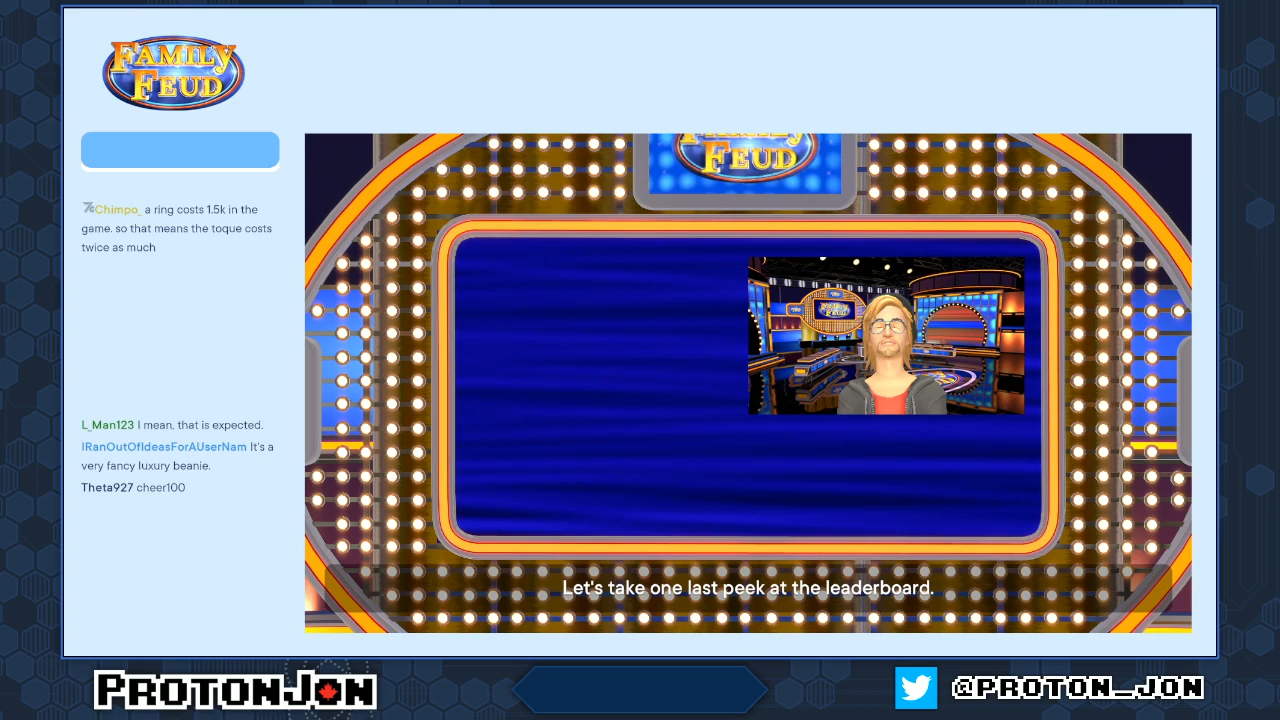 FAMILY
FEUD
FAMILY
FEUD
Chimpo_ a ring costs 1.5k in the
game. so that means the toque costs
twice as much
L_Man123 I mean, that is expected.
IRanOutOfIdeasForAUserNam It's a
very fancy luxury beanie.
Theta927 cheer100
Let's take one last peek at the leaderboard.
PROTONJON
@PROTON_JON